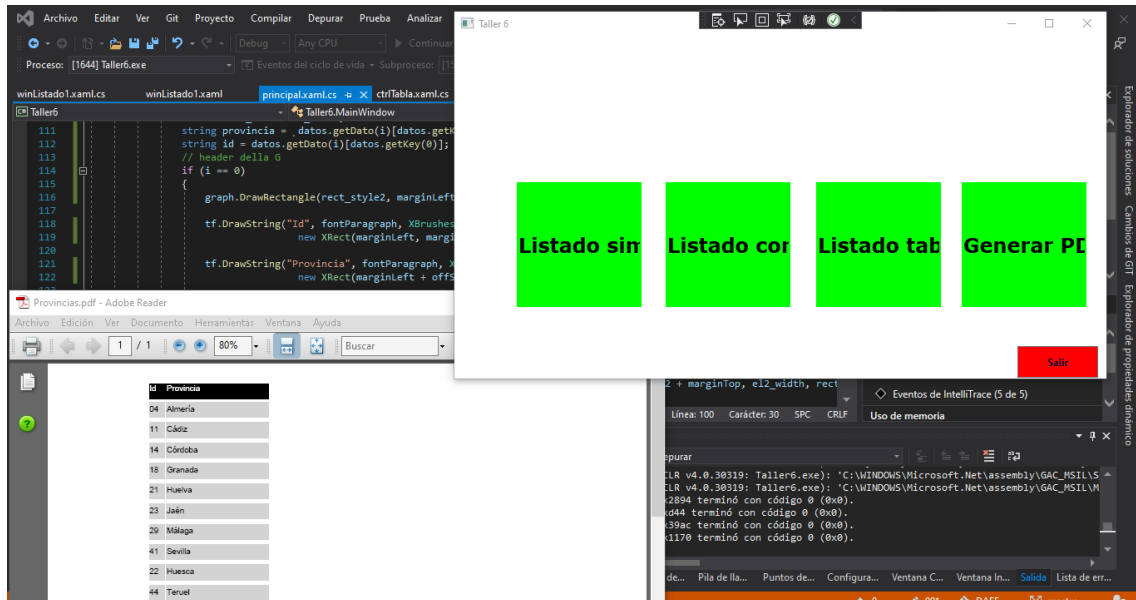 Archivo Editar Ver Git Proyecto Compilar Depurar Prueba Analizar
Debug Any CPU Continuar
Proceso: [1644] Taller6.exe Eventos del ciclo de vida Subproceso:
winListado1.xaml.cs winListado1.xaml principal.xaml.cs ctrlTabla.xaml.cs
Taller6 Taller6.MainWindow
111 string provincia = datos.getDato(i)[datos.getK
112 string id = datos.getDato(i)[datos.getKey(0)];
113 // header della G
114 if (i == 0)
115 {
116 graph.DrawRectangle(rect_style2, marginLeft
117
118 tf.DrawString("Id", fontParagraph, XBrushes
119 new XRect(marginLeft, margi
120
121 tf.DrawString("Provincia", fontParagraph, X
122 new XRect(marginLeft + offS
Taller 6
Listado sim
Listado cor
Listado tab
Generar PD
Salir
Explorador de soluciones
Cambios de GIT
Explorador de propiedades dinámico
Provincias.pdf - Adobe Reader
Archivo Edición Ver Documento Herramientas Ventana Ayuda
1 / 1 80% Buscar
Id Provincia
04 Almería
11 Cádiz
14 Córdoba
18 Granada
21 Huelva
23 Jaén
29 Málaga
41 Sevilla
22 Huesca
44 Teruel
2 + marginTop, el2_width, rect
Línea: 100 Carácter: 30 SPC CRLF
Eventos de IntelliTrace (5 de 5)
Uso de memoria
epurar
CLR v4.0.30319: Taller6.exe): 'C:\WINDOWS\Microsoft.Net\assembly\GAC_MSIL\S
CLR v4.0.30319: Taller6.exe): 'C:\WINDOWS\Microsoft.Net\assembly\GAC_MSIL\M
x2894 terminó con código 0 (0x0).
xd44 terminó con código 0 (0x0).
x39ac terminó con código 0 (0x0).
x1170 terminó con código 0 (0x0).
de... Pila de lla... Puntos de... Configura... Ventana C... Ventana In... Salida Lista de err...